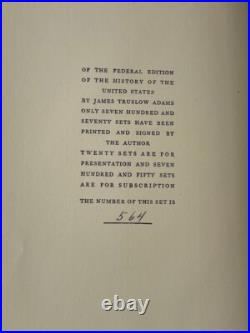 OF THE FEDERAL EDITION
OF THE HISTORY OF THE
UNITED STATES
BY JAMES TRUSLOW ADAMS
ONLY SEVEN HUNDRED AND
SEVENTY SETS HAVE BEEN
PRINTED AND SIGNED BY
THE AUTHOR
TWENTY SETS ARE FOR
PRESENTATION AND SEVEN
HUNDRED AND FIFTY SETS
ARE FOR SUBSCRIPTION
THE NUMBER OF THIS SET IS
564